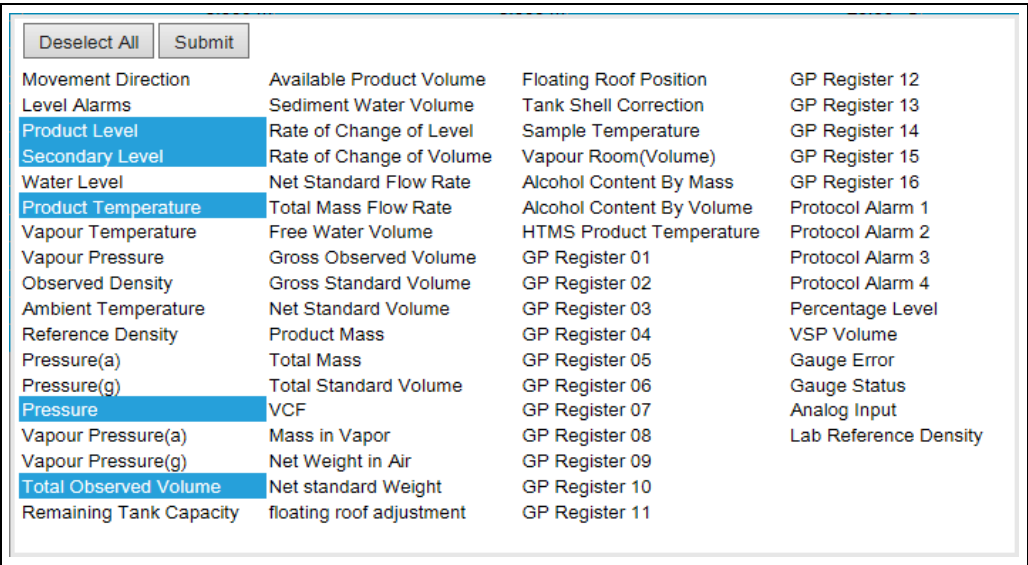 Deselect All
Submit
Movement Direction
Level Alarms
Product Level
Secondary Level
Water Level
Product Temperature
Vapour Temperature
Vapour Pressure
Observed Density
Ambient Temperature
Reference Density
Pressure(a)
Pressure(g)
Pressure
Vapour Pressure(a)
Vapour Pressure(g)
Total Observed Volume
Remaining Tank Capacity
Available Product Volume
Sediment Water Volume
Rate of Change of Level
Rate of Change of Volume
Net Standard Flow Rate
Total Mass Flow Rate
Free Water Volume
Gross Observed Volume
Gross Standard Volume
Net Standard Volume
Product Mass
Total Mass
Total Standard Volume
VCF
Mass in Vapor
Net Weight in Air
Net standard Weight
floating roof adjustment
Floating Roof Position
Tank Shell Correction
Sample Temperature
Vapour Room(Volume)
Alcohol Content By Mass
Alcohol Content By Volume
HTMS Product Temperature
GP Register 01
GP Register 02
GP Register 03
GP Register 04
GP Register 05
GP Register 06
GP Register 07
GP Register 08
GP Register 09
GP Register 10
GP Register 11
GP Register 12
GP Register 13
GP Register 14
GP Register 15
GP Register 16
Protocol Alarm 1
Protocol Alarm 2
Protocol Alarm 3
Protocol Alarm 4
Percentage Level
VSP Volume
Gauge Error
Gauge Status
Analog Input
Lab Reference Density